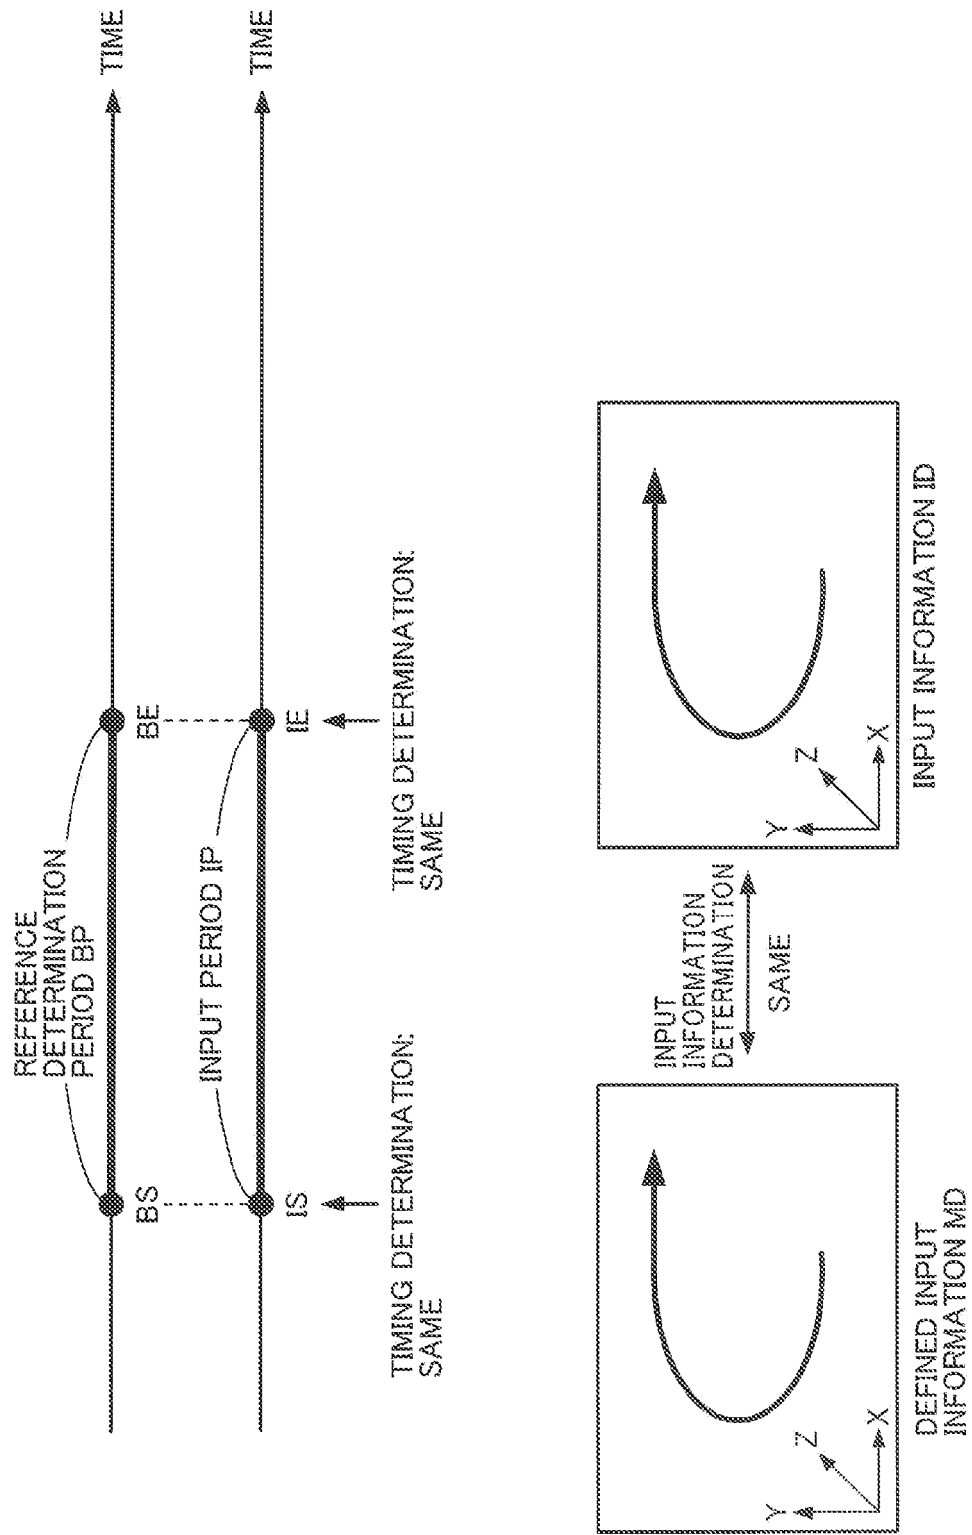 REFERENCE
DETERMINATION
PERIOD BP
TIME
BS
BE
INPUT PERIOD IP
TIME
IS
IE
TIMING DETERMINATION:
SAME
TIMING DETERMINATION:
SAME
Y
Z
X
DEFINED INPUT
INFORMATION MD
INPUT
INFORMATION
DETERMINATION
SAME
Y
Z
X
INPUT INFORMATION ID